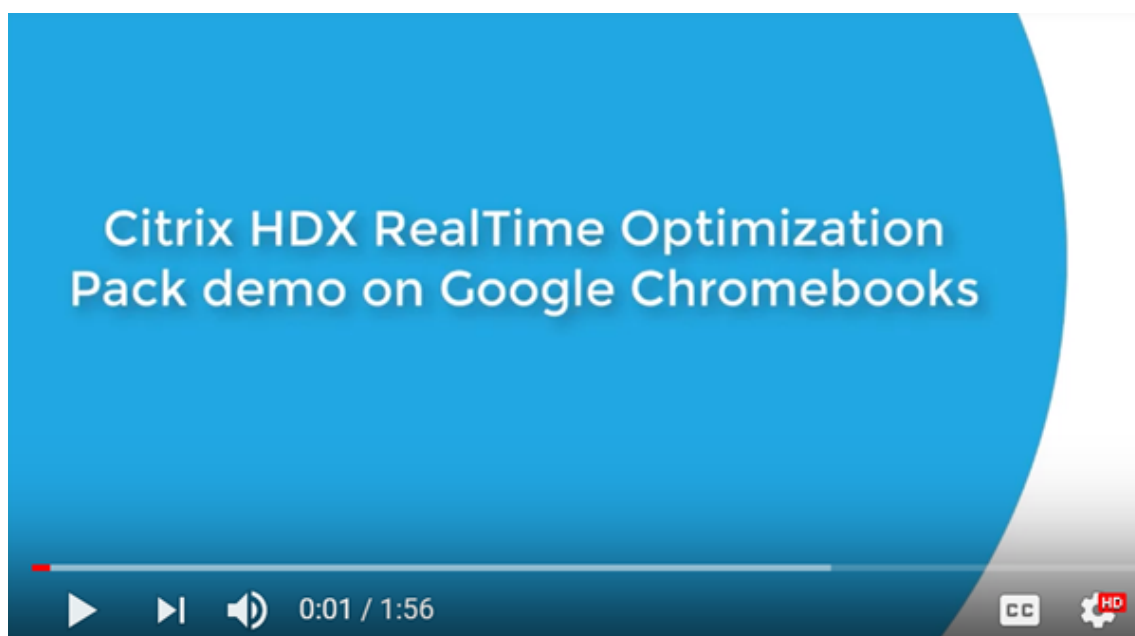 Citrix HDX RealTime Optimization
Pack demo on Google Chromebooks
0:01 / 1:56
CC
HD